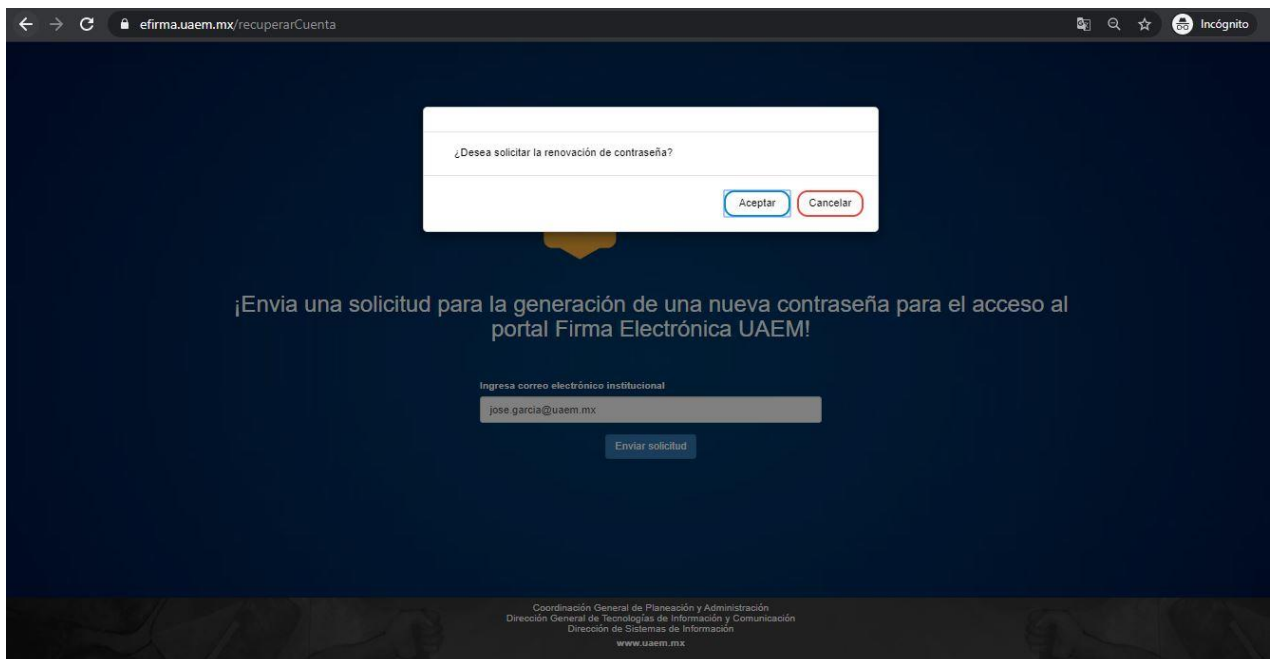 efirma.uaem.mx/recuperarCuenta
Incógnito
¿Desea solicitar la renovación de contraseña?
Aceptar Cancelar
¡Envia una solicitud para la generación de una nueva contraseña para el acceso al
portal Firma Electrónica UAEM!
Ingresa correo electrónico institucional
jose.garcia@uaem.mx
Enviar solicitud
Coordinación General de Planeación y Administración
Dirección General de Tecnologías de Información y Comunicación
Dirección de Sistemas de Información
www.uaem.mx